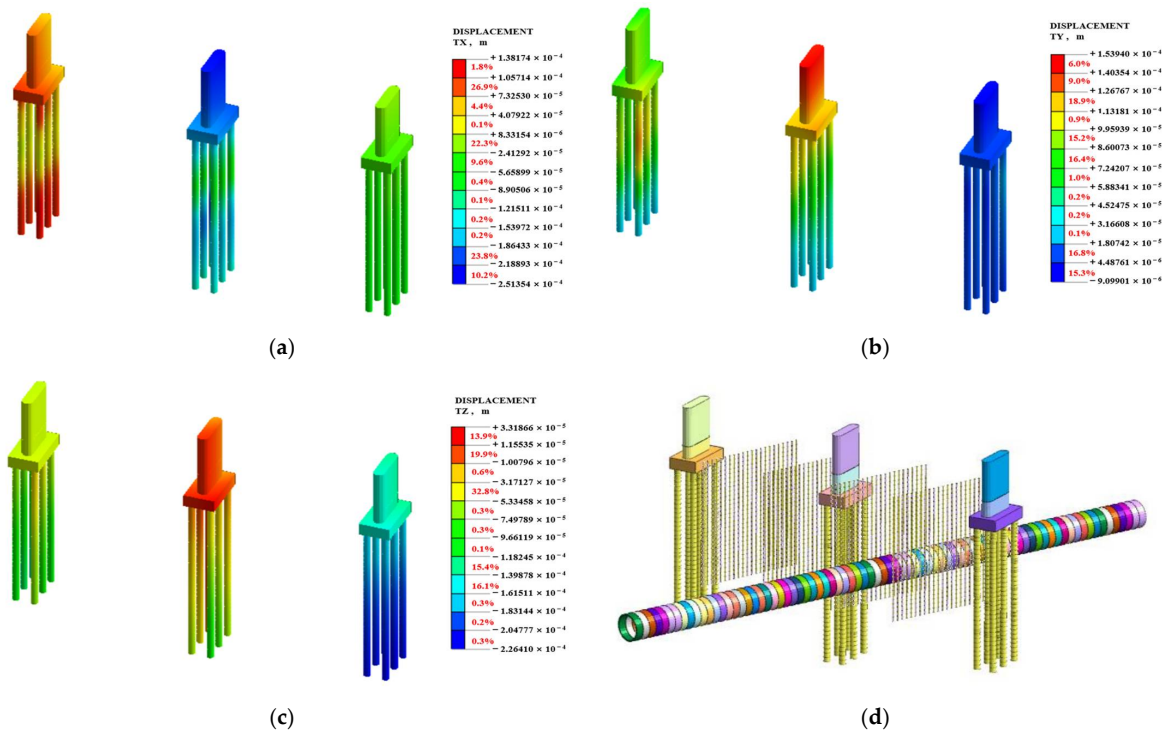 DISPLACEMENT
TX , m
+ 1.38174 × 10⁻⁴
1.8%
+ 1.05714 × 10⁻⁴
26.9%
+ 7.32530 × 10⁻⁵
4.4%
+ 4.07922 × 10⁻⁵
0.1%
+ 8.33154 × 10⁻⁶
22.3%
− 2.41292 × 10⁻⁵
9.6%
− 5.65899 × 10⁻⁵
0.4%
− 8.90506 × 10⁻⁵
0.1%
− 1.21511 × 10⁻⁴
0.2%
− 1.53972 × 10⁻⁴
0.2%
− 1.86433 × 10⁻⁴
23.8%
− 2.18893 × 10⁻⁴
10.2%
− 2.51354 × 10⁻⁴
(a)
DISPLACEMENT
TY , m
+ 1.53940 × 10⁻⁴
6.0%
+ 1.40354 × 10⁻⁴
9.0%
+ 1.26767 × 10⁻⁴
18.9%
+ 1.13181 × 10⁻⁴
0.9%
+ 9.95939 × 10⁻⁵
15.2%
+ 8.60073 × 10⁻⁵
16.4%
+ 7.24207 × 10⁻⁵
1.0%
+ 5.88341 × 10⁻⁵
0.2%
+ 4.52475 × 10⁻⁵
0.2%
+ 3.16608 × 10⁻⁵
0.1%
+ 1.80742 × 10⁻⁵
16.8%
+ 4.48761 × 10⁻⁶
15.3%
− 9.09901 × 10⁻⁶
(b)
DISPLACEMENT
TZ , m
+ 3.31866 × 10⁻⁵
13.9%
+ 1.15535 × 10⁻⁵
19.9%
− 1.00796 × 10⁻⁵
0.6%
− 3.17127 × 10⁻⁵
32.8%
− 5.33458 × 10⁻⁵
0.3%
− 7.49789 × 10⁻⁵
0.3%
− 9.66119 × 10⁻⁵
0.1%
− 1.18245 × 10⁻⁴
15.4%
− 1.39878 × 10⁻⁴
16.1%
− 1.61511 × 10⁻⁴
0.3%
− 1.83144 × 10⁻⁴
0.2%
− 2.04777 × 10⁻⁴
0.3%
− 2.26410 × 10⁻⁴
(c)
(d)